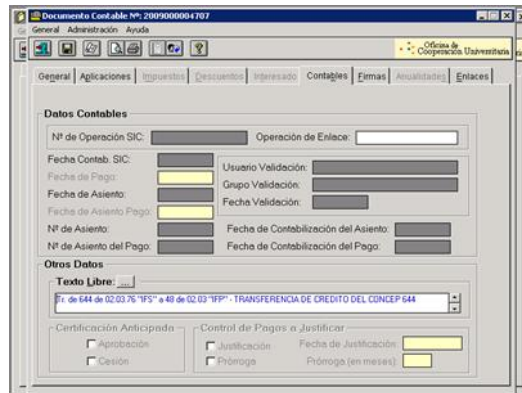 Documento Contable Nº: 2009000004707
General Administración Ayuda
Oficina de
Cooperación Universitaria
General Aplicaciones Impuestos Descuentos Interesado Contables Firmas Anualidades Enlaces
Datos Contables
Nº de Operación SIC: Operación de Enlace:
Fecha Contab. SIC:
Usuario Validación:
Fecha de Pago:
Grupo Validación:
Fecha de Asiento:
Fecha Validación:
Fecha de Asiento Pago:
Nº de Asiento: Fecha de Contabilización del Asiento:
Nº de Asiento del Pago: Fecha de Contabilización del Pago:
Otros Datos
Texto Libre: ...
Tr. de 644 de 02.03.76 "IFS" a 48 de 02.03 "IFP" - TRANSFERENCIA DE CREDITO DEL CONCEP 644
Certificación Anticipada Control de Pagos a Justificar
Aprobación Justificación Fecha de Justificación:
Cesión Prórroga Prórroga (en meses):